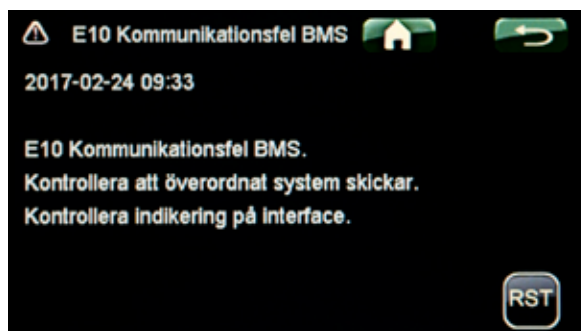 E10 Kommunikationsfel BMS
2017-02-24 09:33
E10 Kommunikationsfel BMS.
Kontrollera att överordnat system skickar.
Kontrollera indikering på interface.
RST